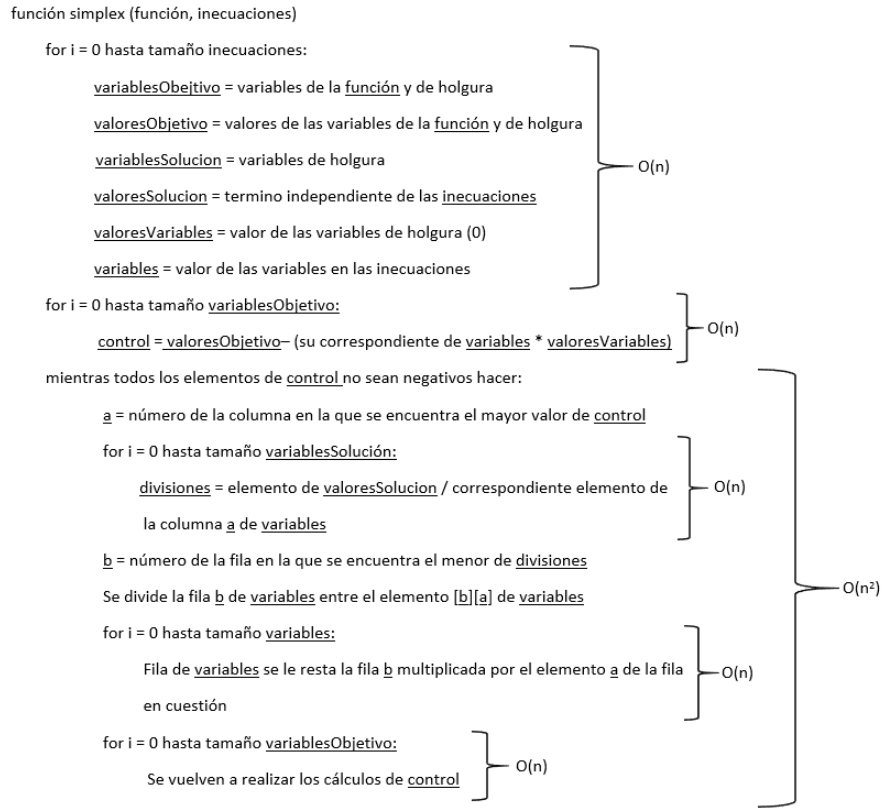 función simplex (función, inecuaciones)
for i = 0 hasta tamaño inecuaciones:
variablesObejtivo = variables de la función y de holgura
valoresObjetivo = valores de las variables de la función y de holgura
variablesSolucion = variables de holgura
O(n)
valoresSolucion = termino independiente de las inecuaciones
valoresVariables = valor de las variables de holgura (0)
variables = valor de las variables en las inecuaciones
for i = 0 hasta tamaño variablesObjetivo:
O(n)
control = valoresObjetivo– (su correspondiente de variables * valoresVariables)
mientras todos los elementos de control no sean negativos hacer:
a = número de la columna en la que se encuentra el mayor valor de control
for i = 0 hasta tamaño variablesSolución:
divisiones = elemento de valoresSolucion / correspondiente elemento de
O(n)
la columna a de variables
b = número de la fila en la que se encuentra el menor de divisiones
O(n²)
Se divide la fila b de variables entre el elemento [b][a] de variables
for i = 0 hasta tamaño variables:
Fila de variables se le resta la fila b multiplicada por el elemento a de la fila
O(n)
en cuestión
for i = 0 hasta tamaño variablesObjetivo:
O(n)
Se vuelven a realizar los cálculos de control